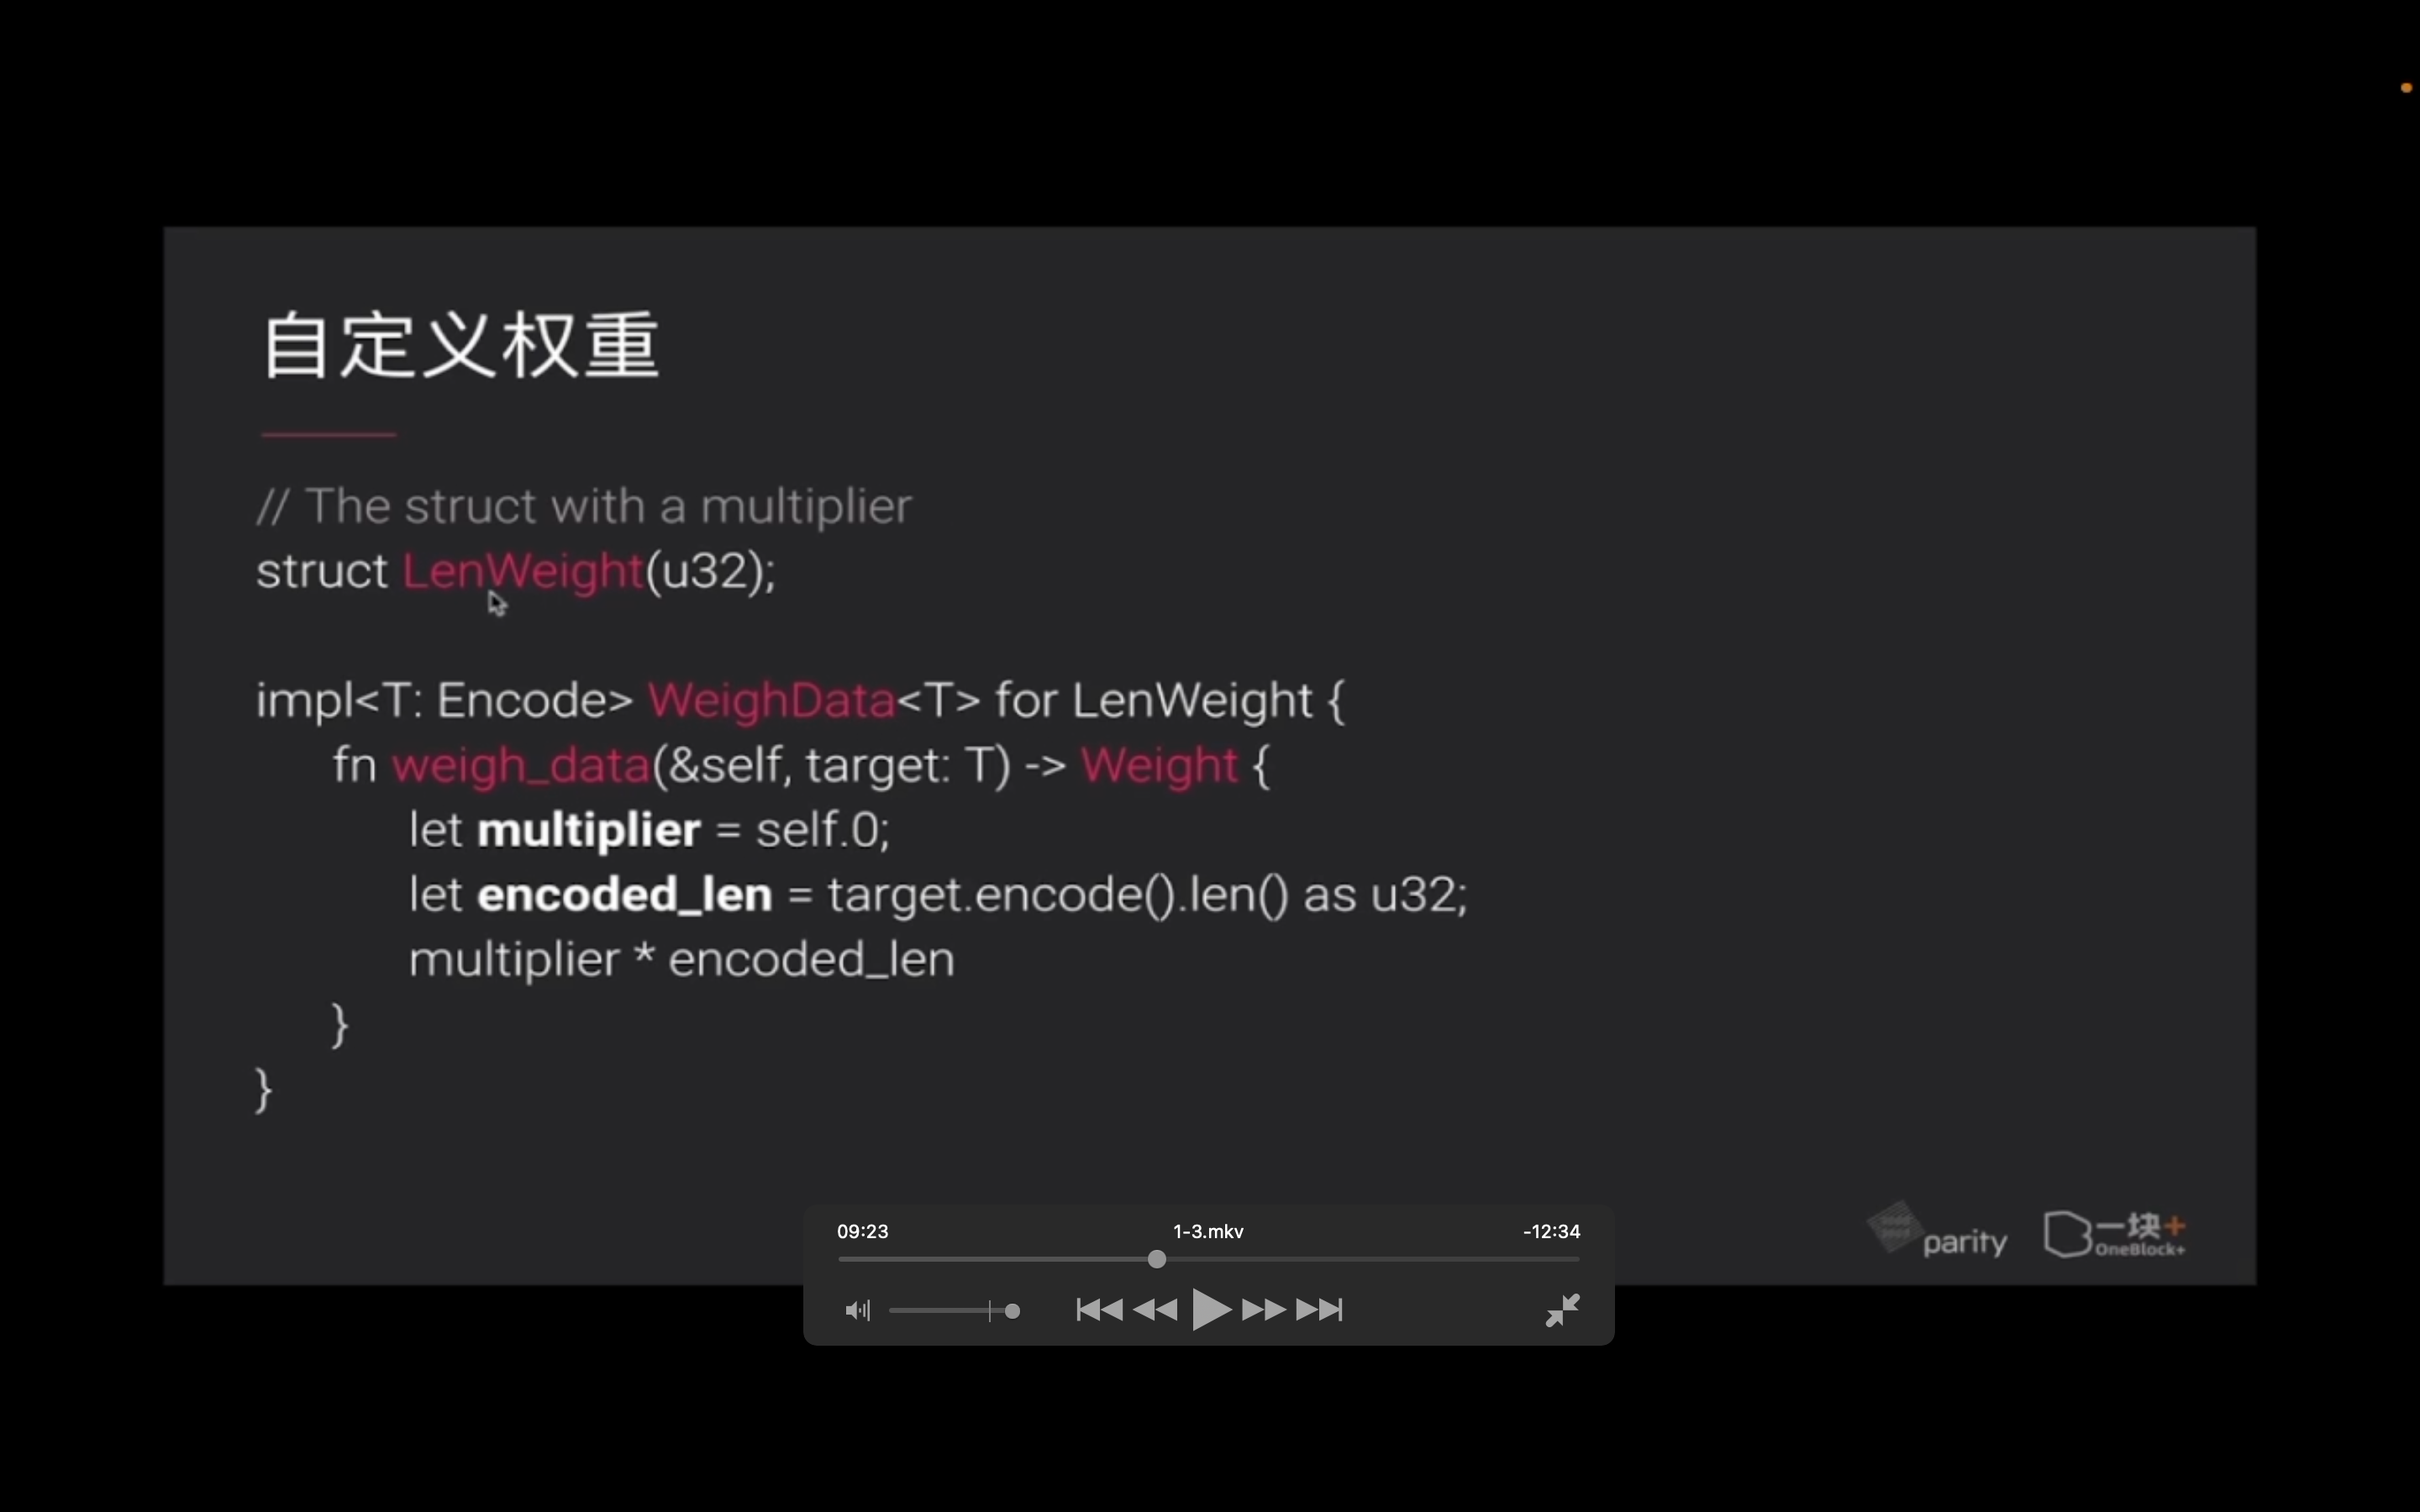 自定义权重
// The struct with a multiplier
struct LenWeight(u32);
impl<T: Encode> WeighData<T> for LenWeight {
fn weigh_data(&self, target: T) -> Weight {
let multiplier = self.0;
let encoded_len = target.encode().len() as u32;
multiplier * encoded_len
}
}
parity
一块+
OneBlock+
09:23
1-3.mkv
-12:34